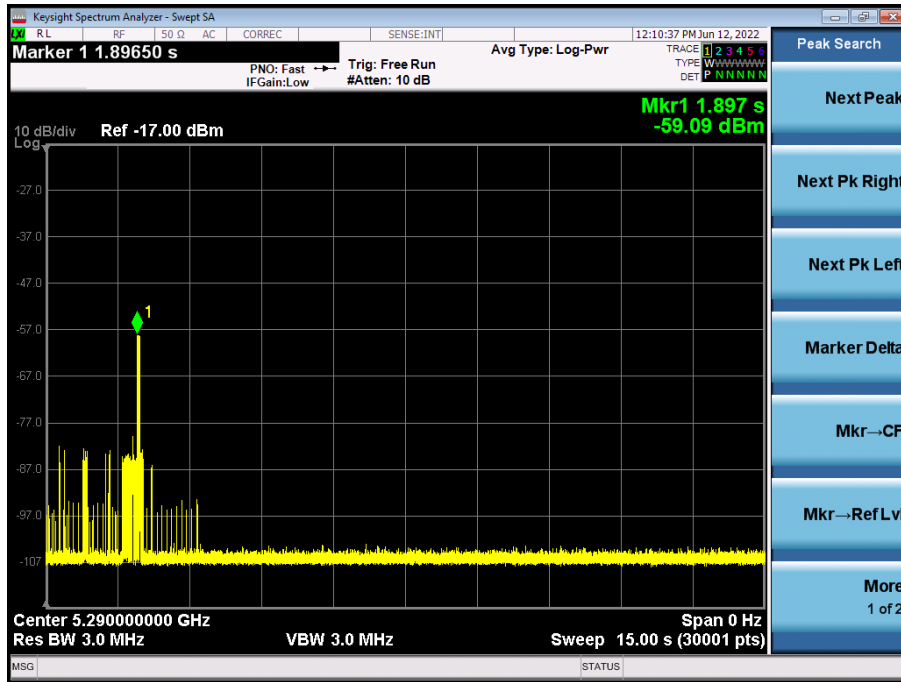 Keysight Spectrum Analyzer - Swept SA
LXI RL RF 50 Ω AC CORREC SENSE:INT 12:10:37 PM Jun 12, 2022
Marker 1 1.89650 s
PNO: Fast
IFGain:Low
Trig: Free Run
#Atten: 10 dB
Avg Type: Log-Pwr
TRACE 1 2 3 4 5 6
TYPE WWWWWW
DET P N N N N N
Mkr1 1.897 s
-59.09 dBm
10 dB/div Ref -17.00 dBm
Log
1
-27.0
-37.0
-47.0
-57.0
-67.0
-77.0
-87.0
-97.0
-107
Center 5.290000000 GHz Span 0 Hz
Res BW 3.0 MHz VBW 3.0 MHz Sweep 15.00 s (30001 pts)
MSG STATUS
Peak Search
Next Peak
Next Pk Right
Next Pk Left
Marker Delta
Mkr→CF
Mkr→Ref Lvl
More
1 of 2